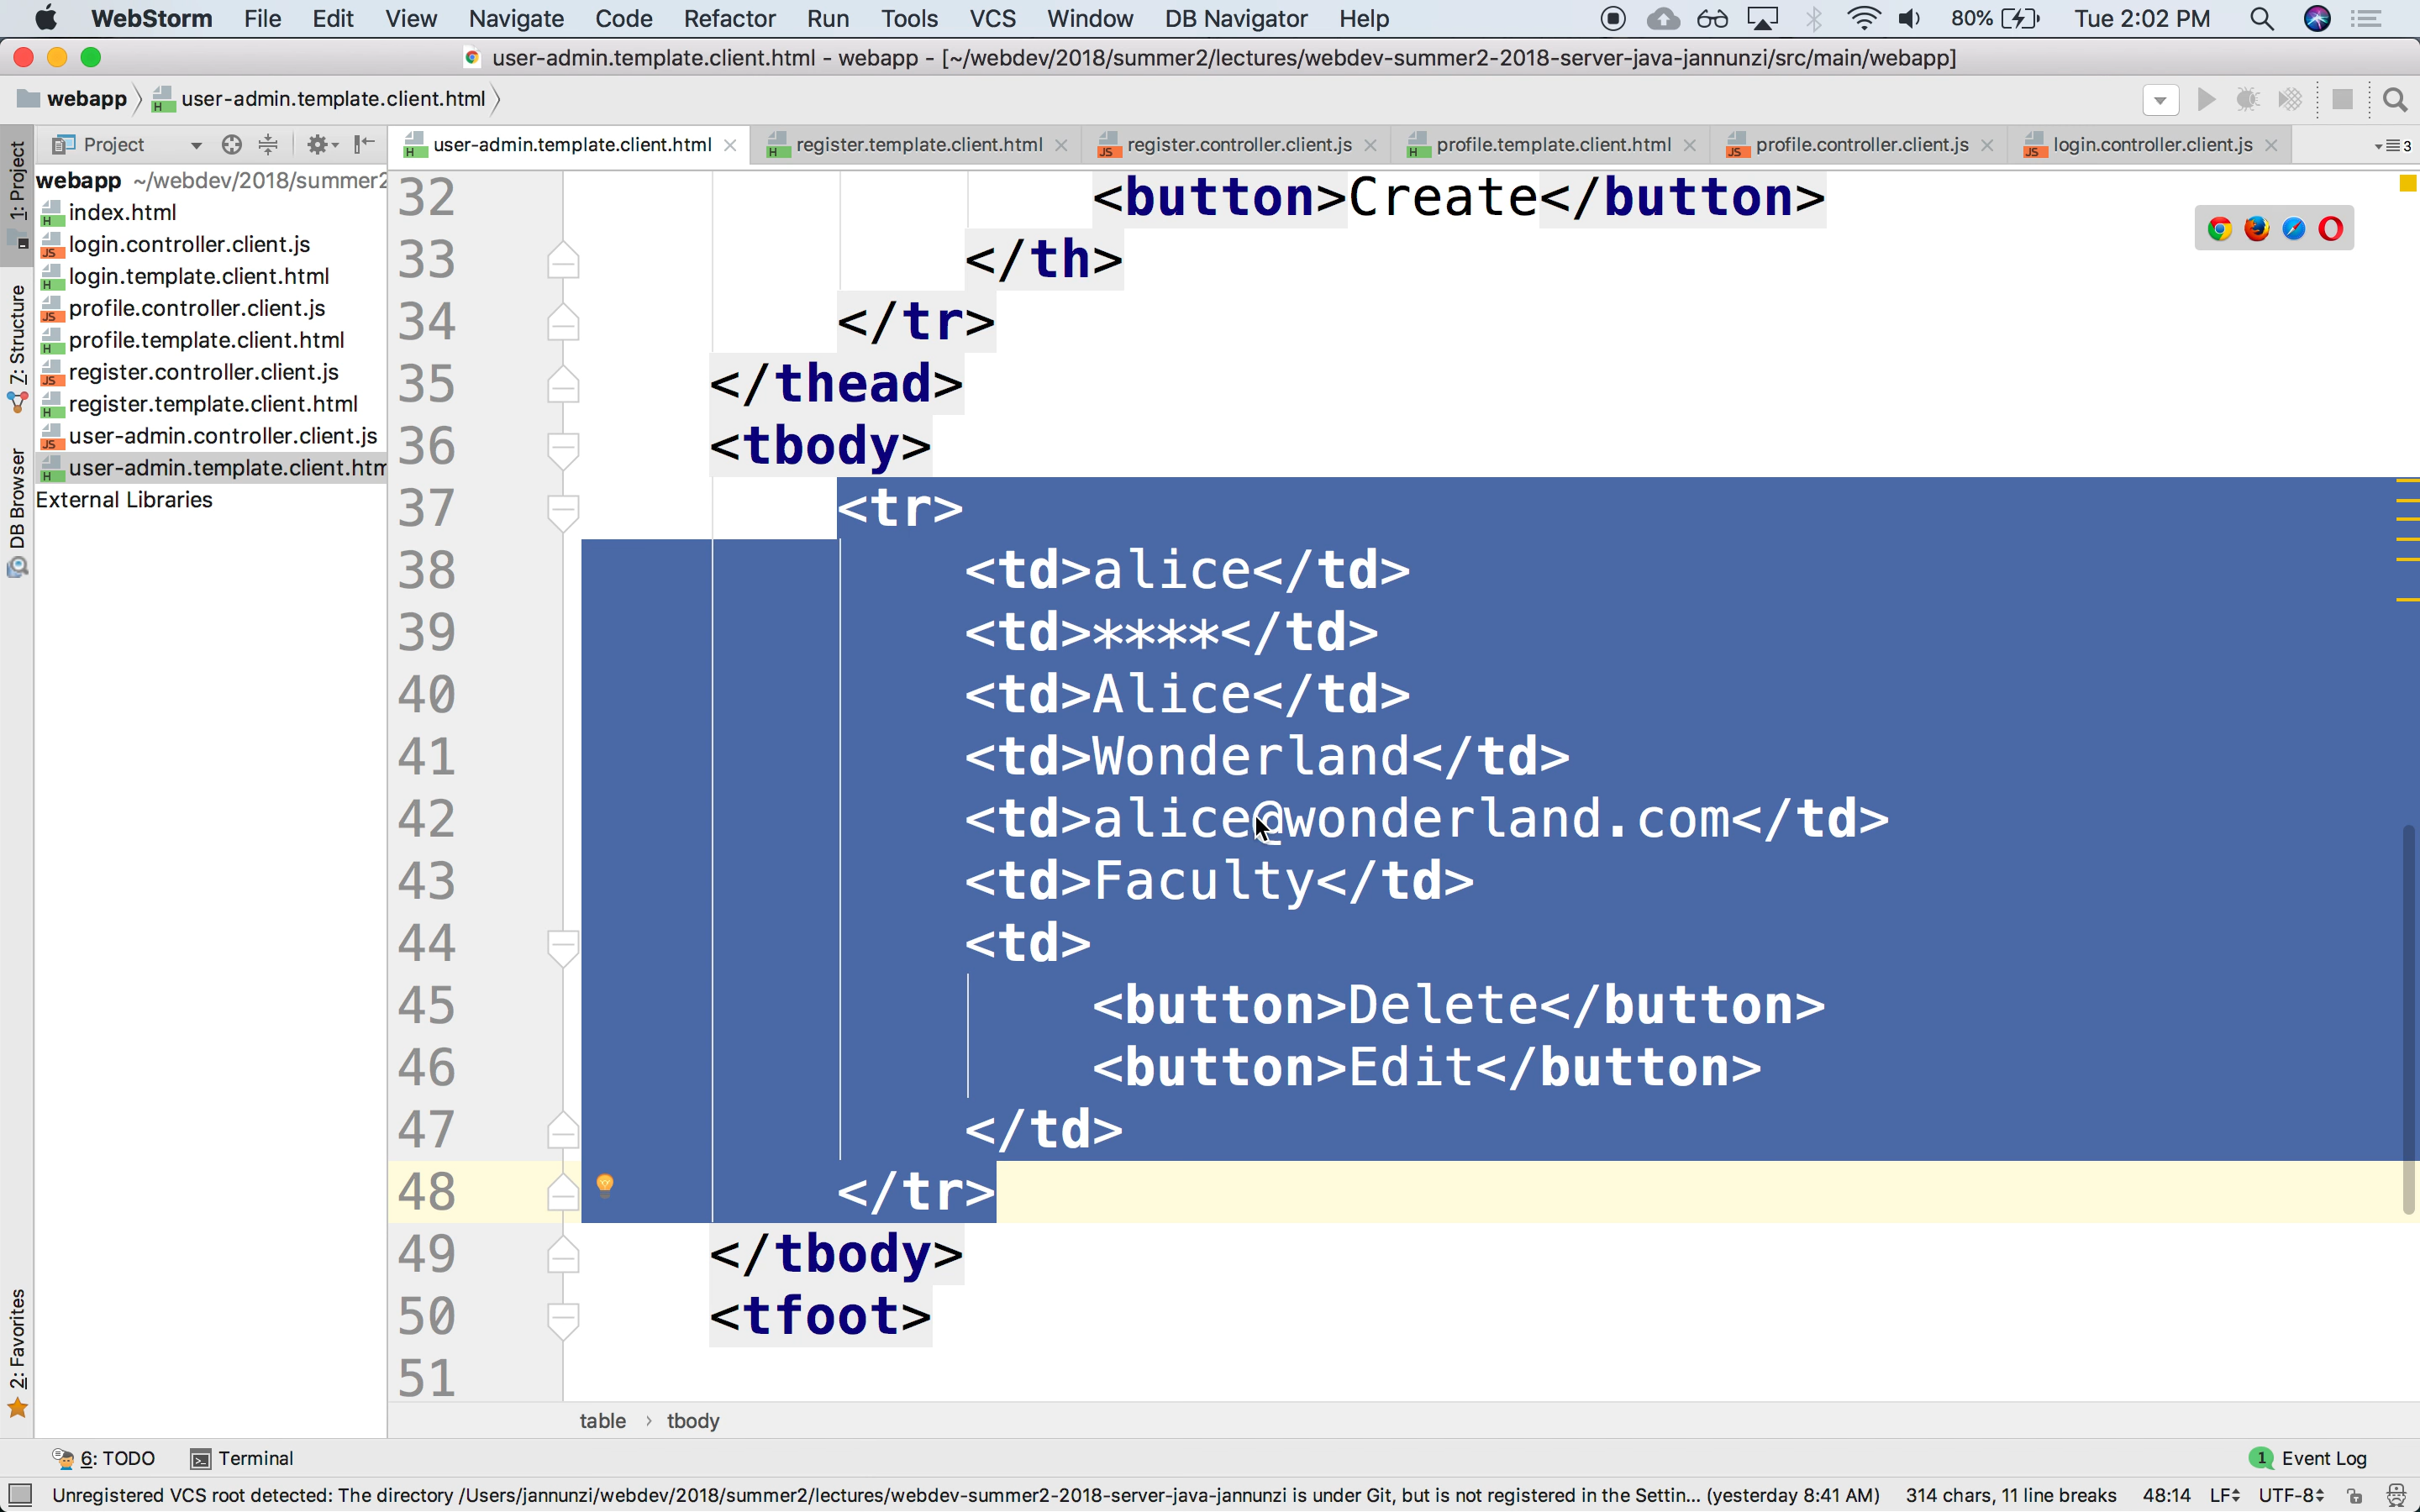 WebStorm File Edit View Navigate Code Refactor Run Tools VCS Window DB Navigator Help 80% Tue 2:02 PM
user-admin.template.client.html - webapp - [~/webdev/2018/summer2/lectures/webdev-summer2-2018-server-java-jannunzi/src/main/webapp]
webapp user-admin.template.client.html
Project
user-admin.template.client.html register.template.client.html register.controller.client.js profile.template.client.html profile.controller.client.js login.controller.client.js 3
1: Project
7: Structure
DB Browser
2: Favorites
webapp ~/webdev/2018/summer2
index.html
login.controller.client.js
login.template.client.html
profile.controller.client.js
profile.template.client.html
register.controller.client.js
register.template.client.html
user-admin.controller.client.js
user-admin.template.client.htm
External Libraries
32 <button>Create</button>
33 </th>
34 </tr>
35 </thead>
36 <tbody>
37 <tr>
38 <td>alice</td>
39 <td>****</td>
40 <td>Alice</td>
41 <td>Wonderland</td>
42 <td>alice@wonderland.com</td>
43 <td>Faculty</td>
44 <td>
45 <button>Delete</button>
46 <button>Edit</button>
47 </td>
48 </tr>
49 </tbody>
50 <tfoot>
51
table › tbody
6: TODO Terminal 1 Event Log
Unregistered VCS root detected: The directory /Users/jannunzi/webdev/2018/summer2/lectures/webdev-summer2-2018-server-java-jannunzi is under Git, but is not registered in the Settin... (yesterday 8:41 AM) 314 chars, 11 line breaks 48:14 LF UTF-8